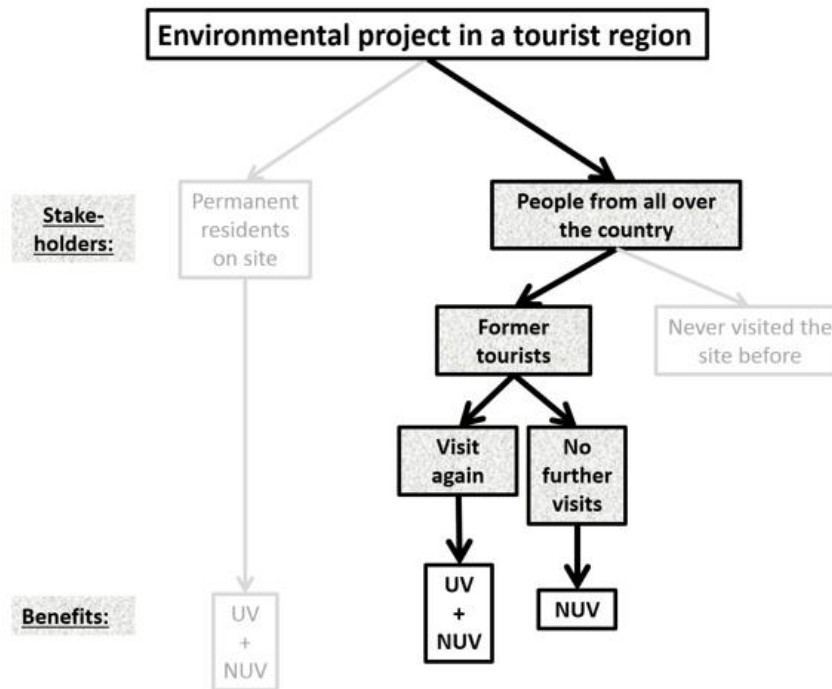 Environmental project in a tourist region
Stake-
holders:
Permanent
residents
on site
People from all over
the country
Former
tourists
Never visited the
site before
Visit
again
No
further
visits
Benefits:
UV
+
NUV
UV
+
NUV
NUV